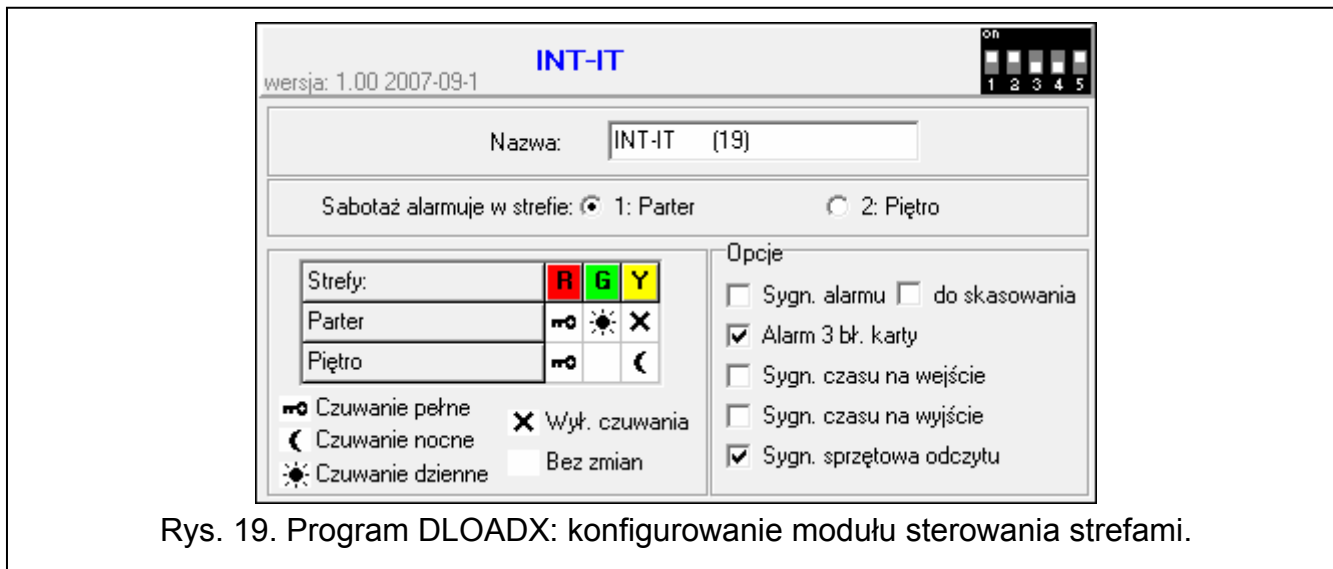 INT-IT
wersja: 1.00 2007-09-1
on
1 2 3 4 5
Nazwa: INT-IT (19)
Sabotaż alarmuje w strefie: 1: Parter 2: Piętro
Strefy: R G Y
Parter
Piętro
Czuwanie pełne
Czuwanie nocne
Czuwanie dzienne
Wył. czuwania
Bez zmian
Opcje
Sygn. alarmu do skasowania
Alarm 3 bł. karty
Sygn. czasu na wejście
Sygn. czasu na wyjście
Sygn. sprzętowa odczytu
Rys. 19. Program DLOADX: konfigurowanie modułu sterowania strefami.